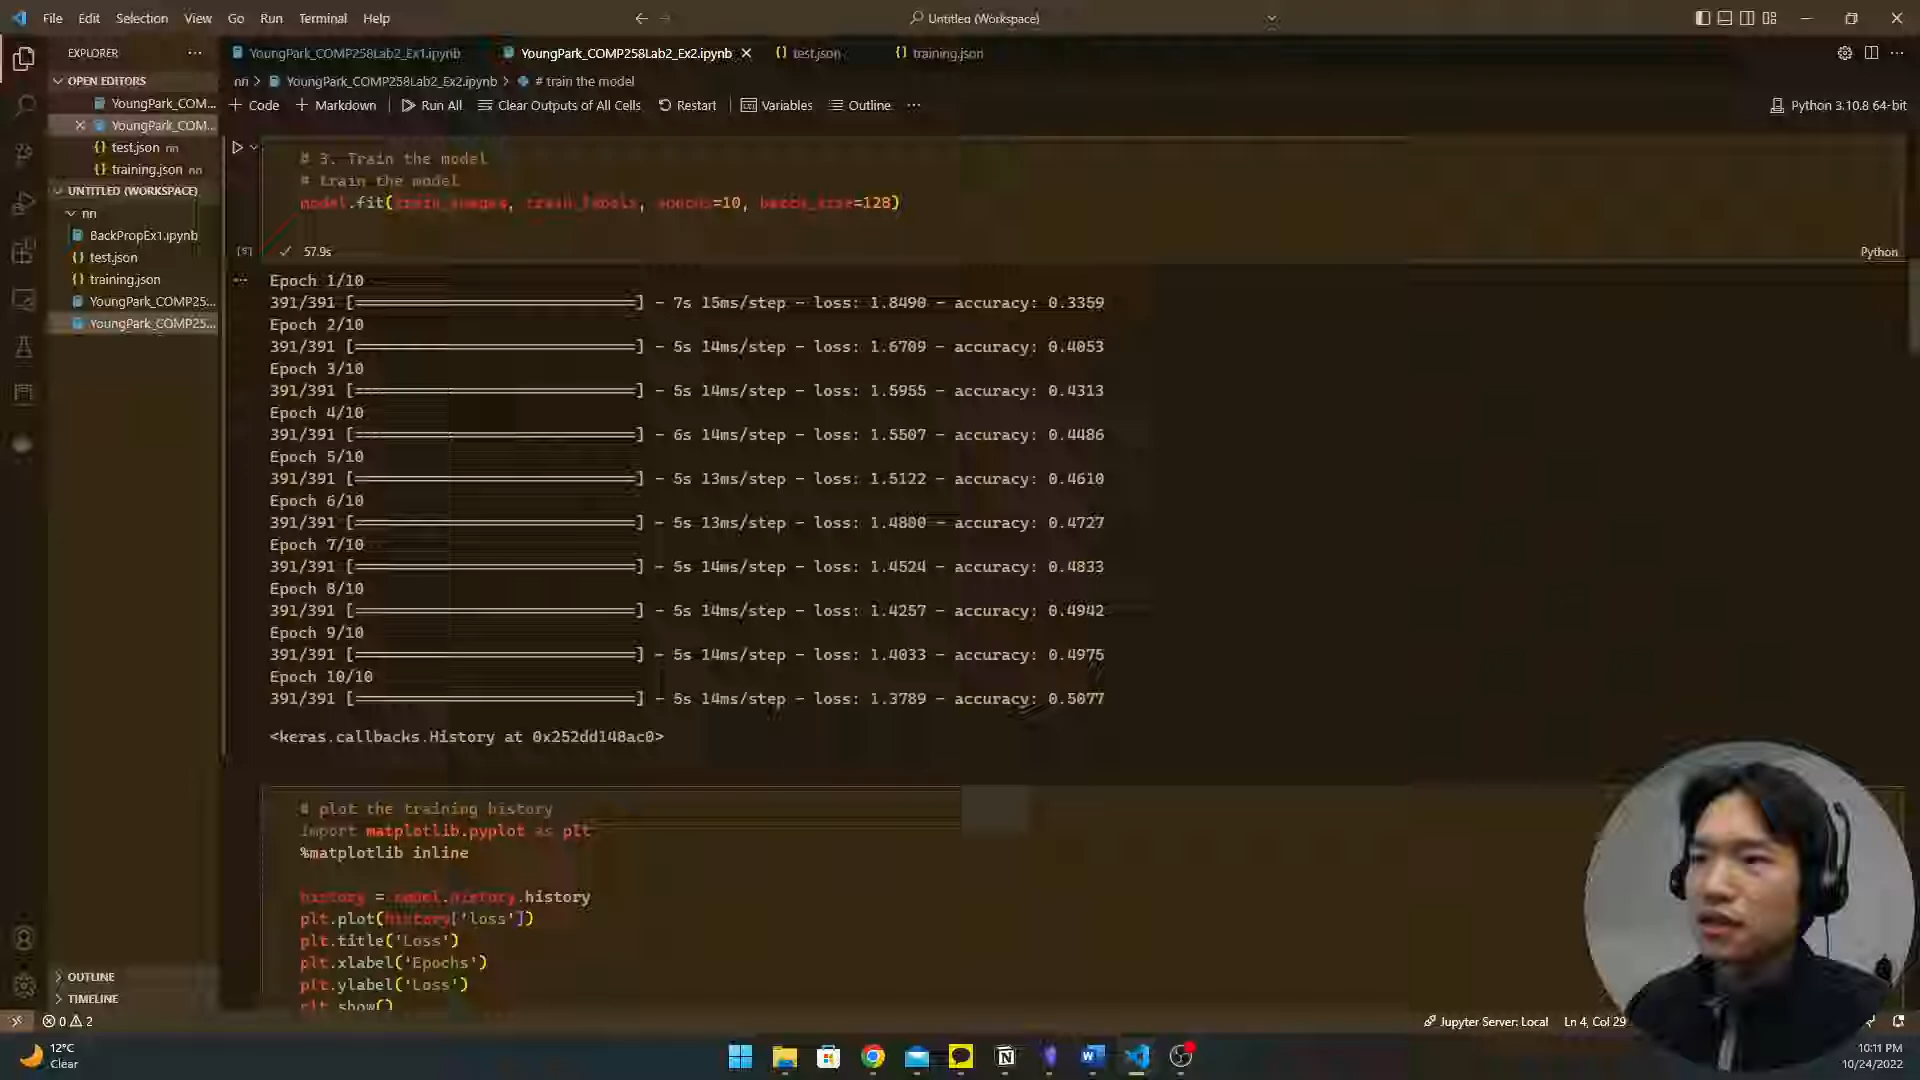 File Edit Selection View Go Run Terminal Help
Untitled (Workspace)
EXPLORER
YoungPark_COMP258Lab2_Ex1.ipynb
YoungPark_COMP258Lab2_Ex2.ipynb
test.json
training.json
OPEN EDITORS
nn > YoungPark_COMP258Lab2_Ex2.ipynb > # train the model
YoungPark_COM...
+ Code + Markdown Run All Clear Outputs of All Cells Restart Variables Outline ...
Python 3.10.8 64-bit
YoungPark_COM...
test.json nn
training.json nn
UNTITLED (WORKSPACE)
nn
BackPropEx1.ipynb
test.json
training.json
YoungPark_COMP25...
YoungPark_COMP25...
# 3. Train the model
# train the model
model.fit(train_images, train_labels, epochs=10, batch_size=128)
[5] 57.9s
Python
Epoch 1/10
391/391 [==============================] - 7s 15ms/step - loss: 1.8490 - accuracy: 0.3359
Epoch 2/10
391/391 [==============================] - 5s 14ms/step - loss: 1.6709 - accuracy: 0.4053
Epoch 3/10
391/391 [==============================] - 5s 14ms/step - loss: 1.5955 - accuracy: 0.4313
Epoch 4/10
391/391 [==============================] - 6s 14ms/step - loss: 1.5507 - accuracy: 0.4486
Epoch 5/10
391/391 [==============================] - 5s 13ms/step - loss: 1.5122 - accuracy: 0.4610
Epoch 6/10
391/391 [==============================] - 5s 13ms/step - loss: 1.4800 - accuracy: 0.4727
Epoch 7/10
391/391 [==============================] - 5s 14ms/step - loss: 1.4524 - accuracy: 0.4833
Epoch 8/10
391/391 [==============================] - 5s 14ms/step - loss: 1.4257 - accuracy: 0.4942
Epoch 9/10
391/391 [==============================] - 5s 14ms/step - loss: 1.4033 - accuracy: 0.4975
Epoch 10/10
391/391 [==============================] - 5s 14ms/step - loss: 1.3789 - accuracy: 0.5077
<keras.callbacks.History at 0x252dd148ac0>
# plot the training history
import matplotlib.pyplot as plt
%matplotlib inline
history = model.history.history
plt.plot(history['loss'])
plt.title('Loss')
plt.xlabel('Epochs')
plt.ylabel('Loss')
plt.show()
OUTLINE
TIMELINE
0 2
Jupyter Server: Local Ln 4, Col 29
12°C
Clear
10:11 PM
10/24/2022